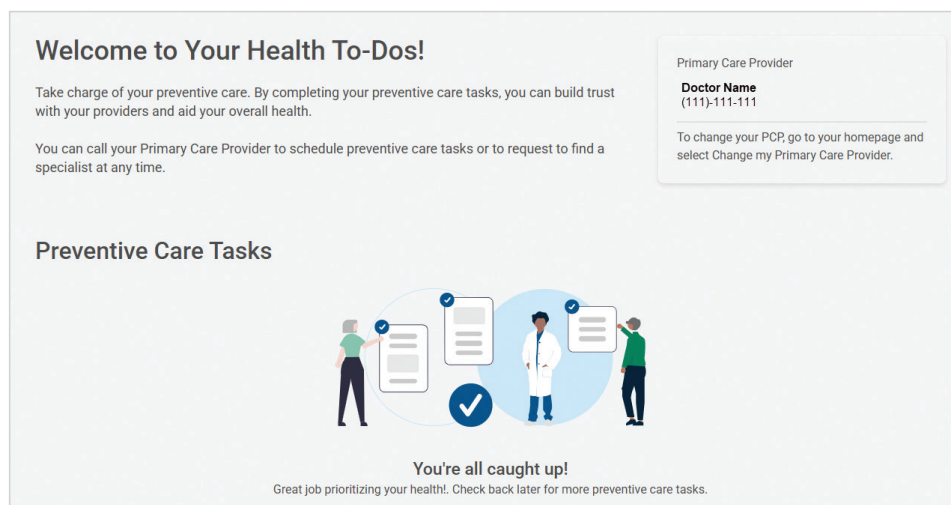 Welcome to Your Health To-Dos!
Take charge of your preventive care. By completing your preventive care tasks, you can build trust
with your providers and aid your overall health.
You can call your Primary Care Provider to schedule preventive care tasks or to request to find a
specialist at any time.
Primary Care Provider
Doctor Name
(111)-111-111
To change your PCP, go to your homepage and
select Change my Primary Care Provider.
Preventive Care Tasks
You're all caught up!
Great job prioritizing your health!. Check back later for more preventive care tasks.